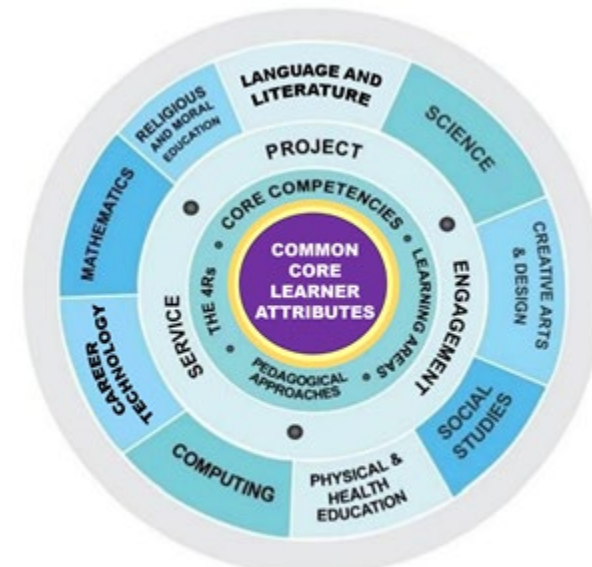 LANGUAGE AND
LITERATURE
SCIENCE
CREATIVE ARTS
& DESIGN
SOCIAL
STUDIES
PHYSICAL &
HEALTH
EDUCATION
COMPUTING
CAREER
TECHNOLOGY
MATHEMATICS
RELIGIOUS
AND MORAL
EDUCATION
PROJECT
ENGAGEMENT
SERVICE
CORE COMPETENCIES
LEARNING AREAS
PEDAGOGICAL
APPROACHES
THE 4Rs
COMMON
CORE
LEARNER
ATTRIBUTES